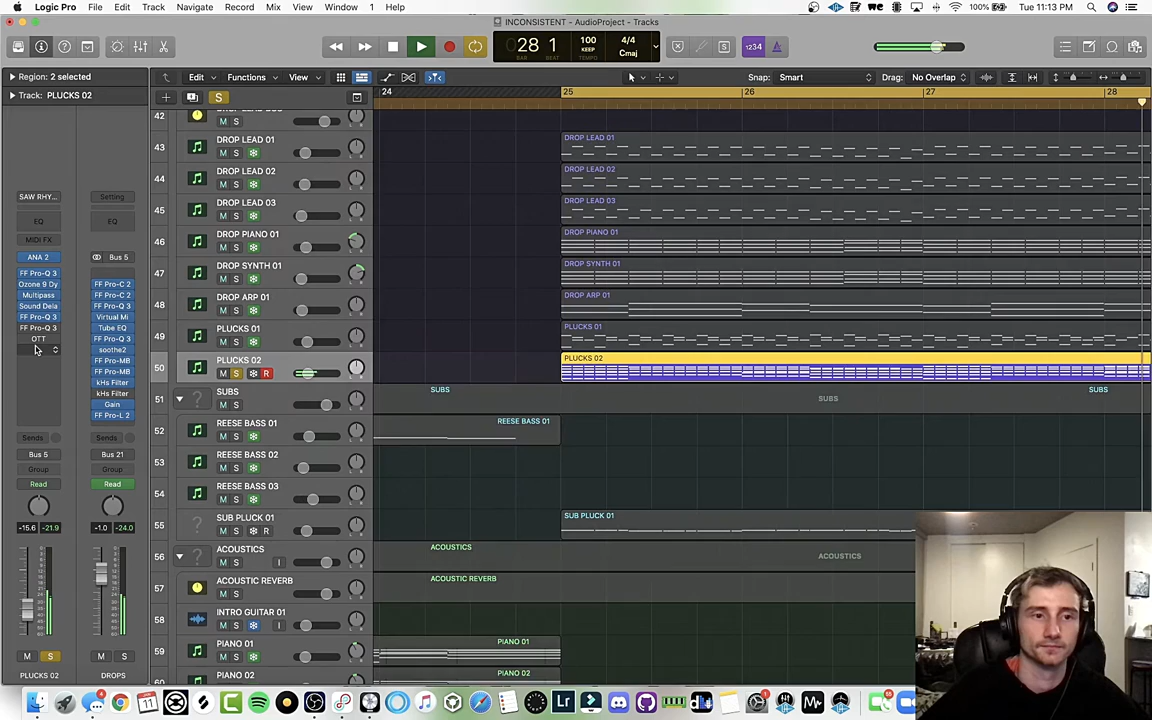 Logic Pro File Edit Track Navigate Record Mix View Window 1 Help 100% Tue 11:13 PM
INCONSISTENT - AudioProject - Tracks
28 1 100 4/4
BAR BEAT KEEP TEMPO Cmaj
S 1234
Region: 2 selected Edit Functions View Snap: Smart Drag: No Overlap
Track: PLUCKS 02 S 24 25 26 27 28
42 M S
43 DROP LEAD 01 M S DROP LEAD 01
44 DROP LEAD 02 M S DROP LEAD 02
45 DROP LEAD 03 M S DROP LEAD 03
46 DROP PIANO 01 M S DROP PIANO 01
47 DROP SYNTH 01 M S DROP SYNTH 01
48 DROP ARP 01 M S DROP ARP 01
49 PLUCKS 01 M S PLUCKS 01
50 PLUCKS 02 M S R PLUCKS 02
51 SUBS M S SUBS SUBS SUBS
52 REESE BASS 01 M S REESE BASS 01
53 REESE BASS 02 M S
54 REESE BASS 03 M S
55 SUB PLUCK 01 M S R SUB PLUCK 01
56 ACOUSTICS M S I ACOUSTICS ACOUSTICS
57 ACOUSTIC REVERB M S ACOUSTIC REVERB
58 INTRO GUITAR 01 M S I
59 PIANO 01 M S PIANO 01
PIANO 02 PIANO 02
SAW RHY... Setting
EQ EQ
MIDI FX
ANA 2 Bus 5
FF Pro-Q 3
Ozone 9 Dy FF Pro-C 2
Multipass FF Pro-C 2
Sound Dela FF Pro-Q 3
FF Pro-Q 3 Virtual Mi
FF Pro-Q 3 Tube EQ
OTT FF Pro-Q 3
soothe2
FF Pro-MB
FF Pro-MB
kHs Filter
kHs Filter
Gain
FF Pro-L 2
Sends Sends
Bus 5 Bus 21
Group Group
Read Read
-15.6 -21.9 -1.0 -24.0
M S M S
PLUCKS 02 DROPS